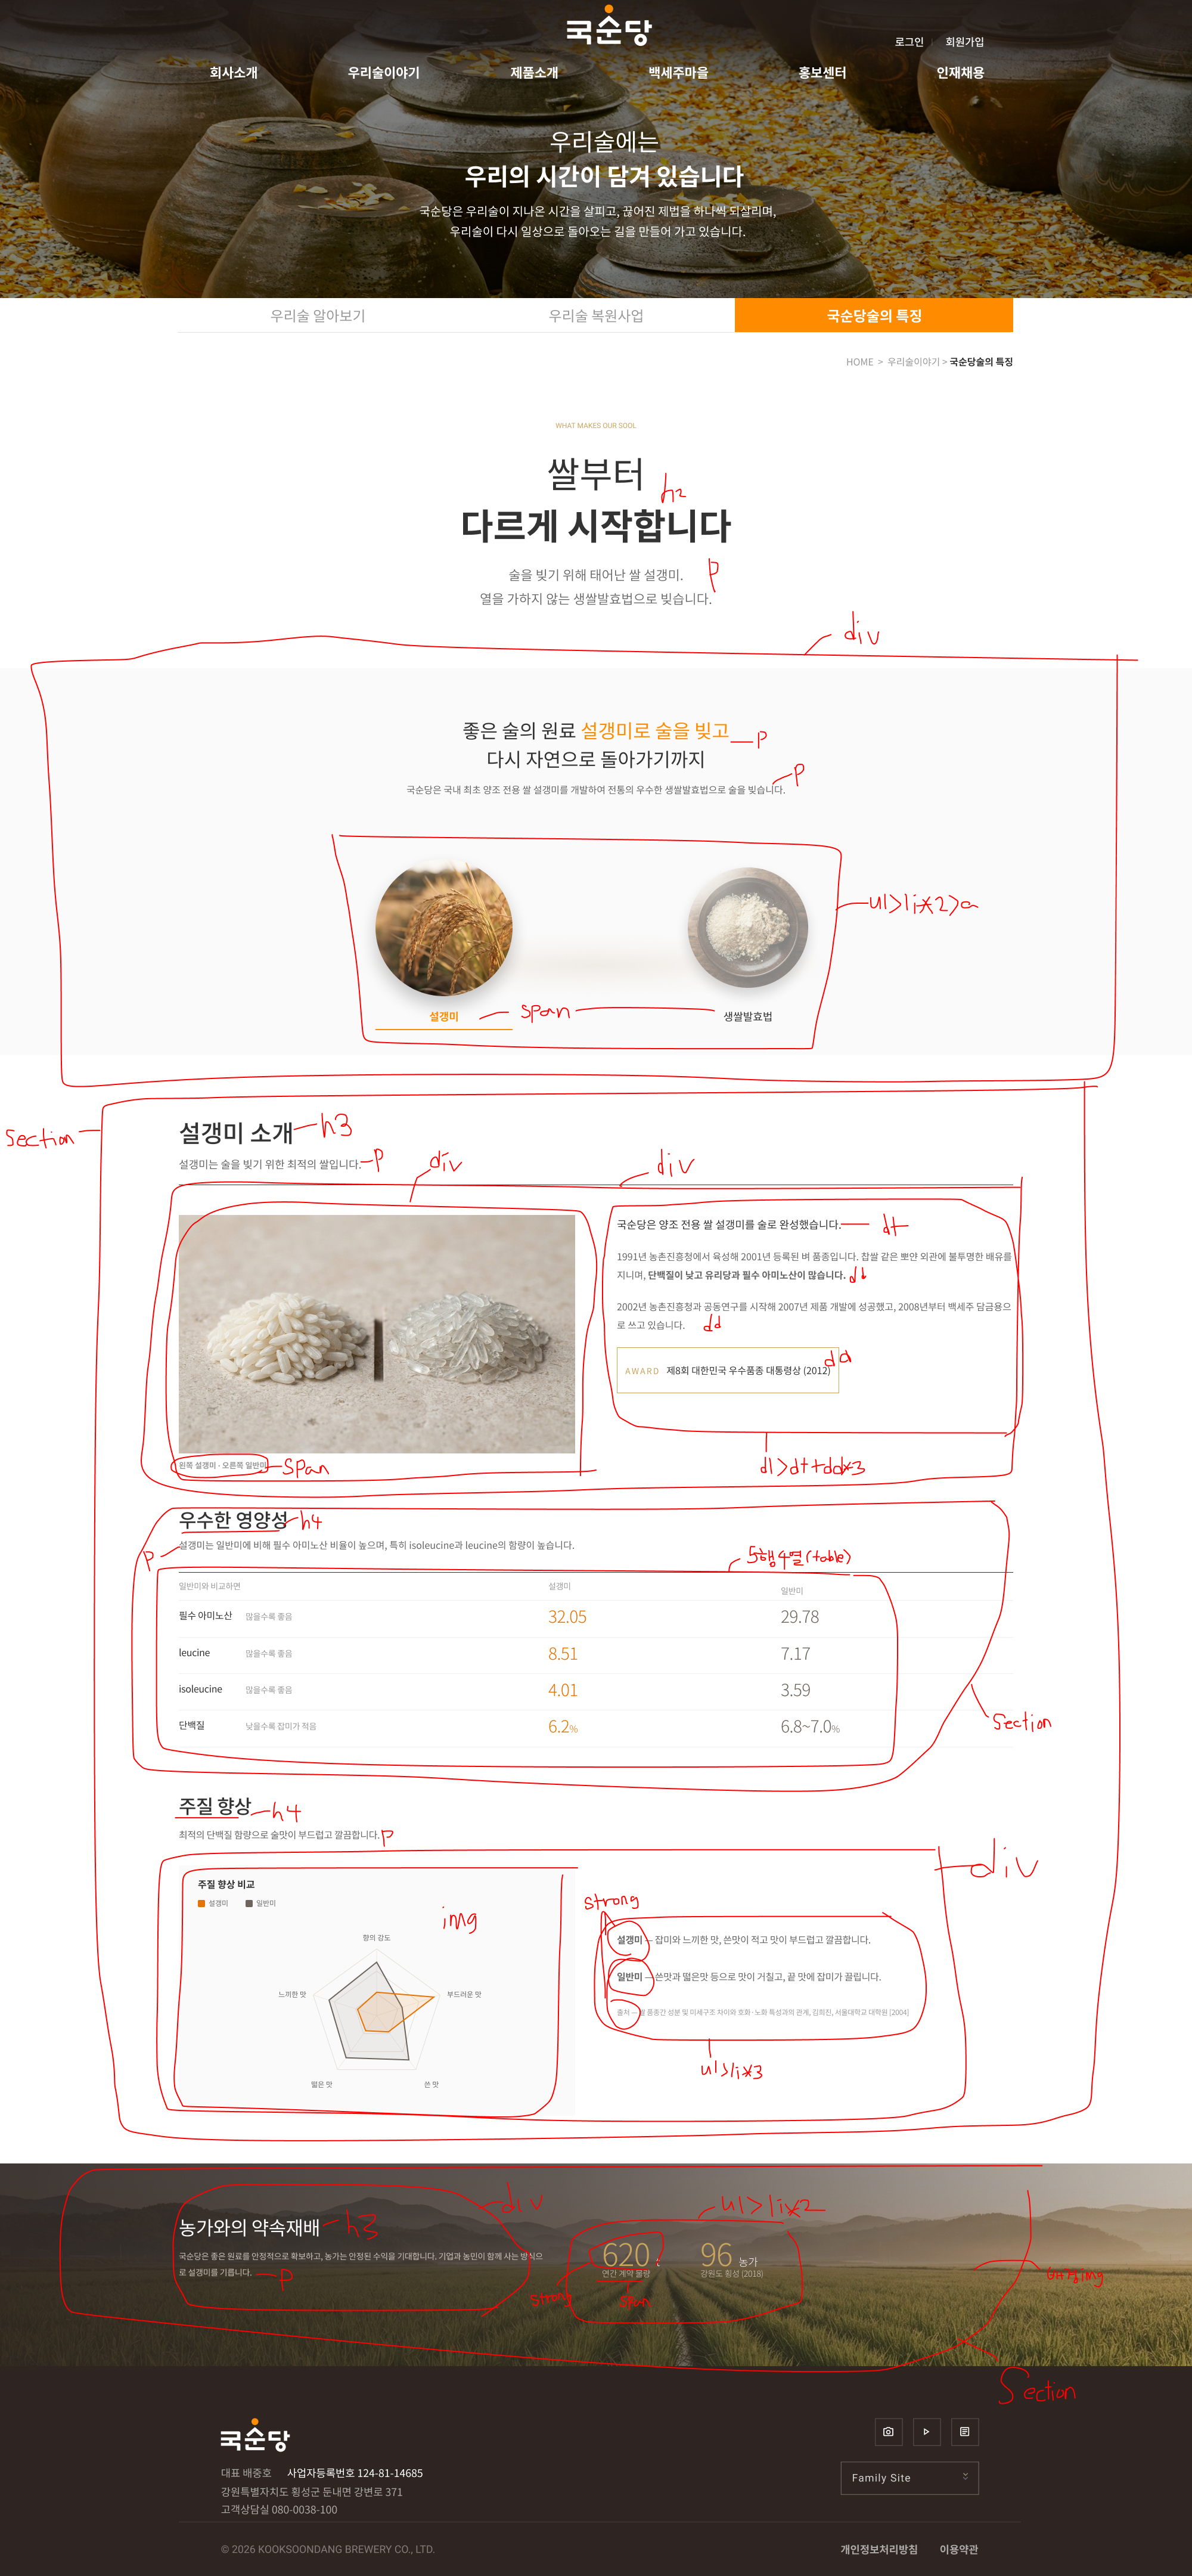 국순당
로그인 회원가입
회사소개 우리술이야기 제품소개 백세주마을 홍보센터 인재채용
우리술에는
우리의 시간이 담겨 있습니다
국순당은 우리술이 지나온 시간을 살피고, 끊어진 제법을 하나씩 되살리며,
우리술이 다시 일상으로 돌아오는 길을 만들어 가고 있습니다.
우리술 알아보기 우리술 복원사업 국순당술의 특징
HOME > 우리술이야기 > 국순당술의 특징
WHAT MAKES OUR SOOL
쌀부터
h2
다르게 시작합니다
술을 빚기 위해 태어난 쌀 설갱미. p
열을 가하지 않는 생쌀발효법으로 빚습니다.
div
좋은 술의 원료 설갱미로 술을 빚고 p
다시 자연으로 돌아가기까지
p
국순당은 국내 최초 양조 전용 쌀 설갱미를 개발하여 전통의 우수한 생쌀발효법으로 술을 빚습니다.
ul>li*2>a
설갱미 span 생쌀발효법
Section
설갱미 소개 h3
설갱미는 술을 빚기 위한 최적의 쌀입니다. p
div div
국순당은 양조 전용 쌀 설갱미를 술로 완성했습니다. dt
1991년 농촌진흥청에서 육성해 2001년 등록된 벼 품종입니다. 찹쌀 같은 뽀얀 외관에 불투명한 배유를
지니며, 단백질이 낮고 유리당과 필수 아미노산이 많습니다. dd
2002년 농촌진흥청과 공동연구를 시작해 2007년 제품 개발에 성공했고, 2008년부터 백세주 담금용으
로 쓰고 있습니다. dd
AWARD 제8회 대한민국 우수품종 대통령상 (2012) dd
왼쪽 설갱미 · 오른쪽 일반미 span
dl>dt+dd*3
우수한 영양성 h4
p 설갱미는 일반미에 비해 필수 아미노산 비율이 높으며, 특히 isoleucine과 leucine의 함량이 높습니다.
5행4열(table)
일반미와 비교하면 설갱미 일반미
필수 아미노산 많을수록 좋음 32.05 29.78
leucine 많을수록 좋음 8.51 7.17
isoleucine 많을수록 좋음 4.01 3.59
단백질 낮을수록 잡미가 적음 6.2% 6.8~7.0%
Section
주질 향상 h4
최적의 단백질 함량으로 술맛이 부드럽고 깔끔합니다. p
div
주질 향상 비교
설갱미 일반미
img
향의 강도
느끼한 맛 부드러운 맛
떫은 맛 쓴 맛
strong
설갱미 — 잡미와 느끼한 맛, 쓴맛이 적고 맛이 부드럽고 깔끔합니다.
일반미 — 쓴맛과 떫은맛 등으로 맛이 거칠고, 끝 맛에 잡미가 끌립니다.
출처 — 쌀 품종간 성분 및 미세구조 차이와 호화·노화 특성과의 관계, 김희진, 서울대학교 대학원 [2004]
ul>li*3
div
ul>li*2
농가와의 약속재배 h3
국순당은 좋은 원료를 안정적으로 확보하고, 농가는 안정된 수익을 기대합니다. 기업과 농민이 함께 사는 방식으
로 설갱미를 기릅니다. p
620 t 96 농가
연간 계약 물량 강원도 횡성 (2018)
strong span
Section
국순당
대표 배중호 사업자등록번호 124-81-14685
강원특별자치도 횡성군 둔내면 강변로 371
고객상담실 080-0038-100
Family Site
© 2026 KOOKSOONDANG BREWERY CO., LTD.
개인정보처리방침 이용약관